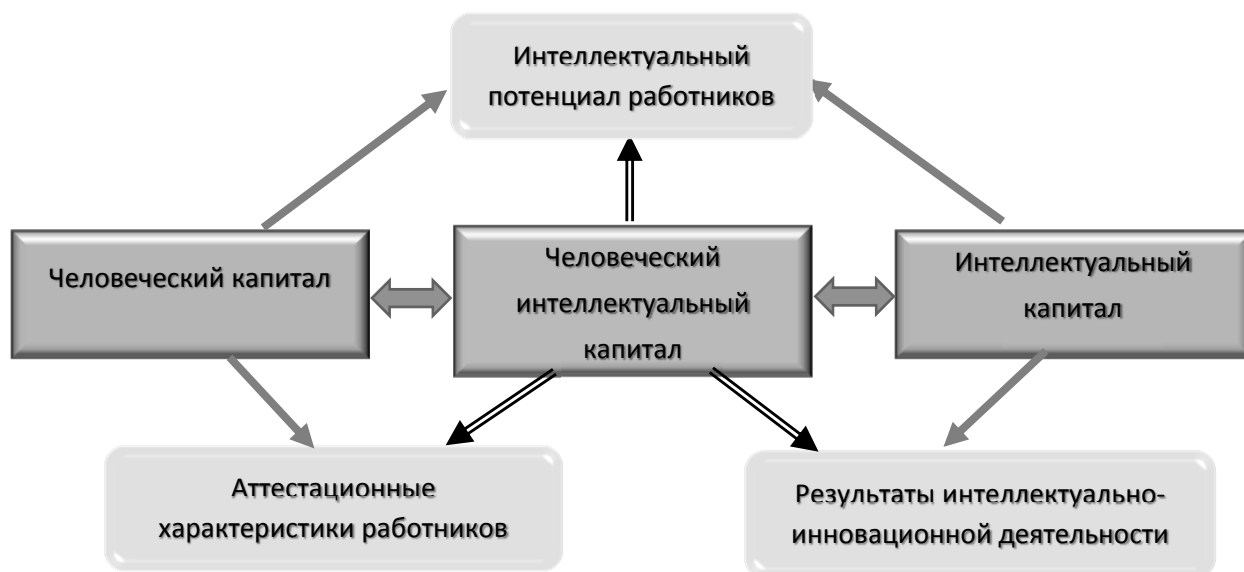 Интеллектуальный
потенциал работников
Человеческий капитал
Человеческий
интеллектуальный
капитал
Интеллектуальный
капитал
Аттестационные
характеристики работников
Результаты интеллектуально-
инновационной деятельности